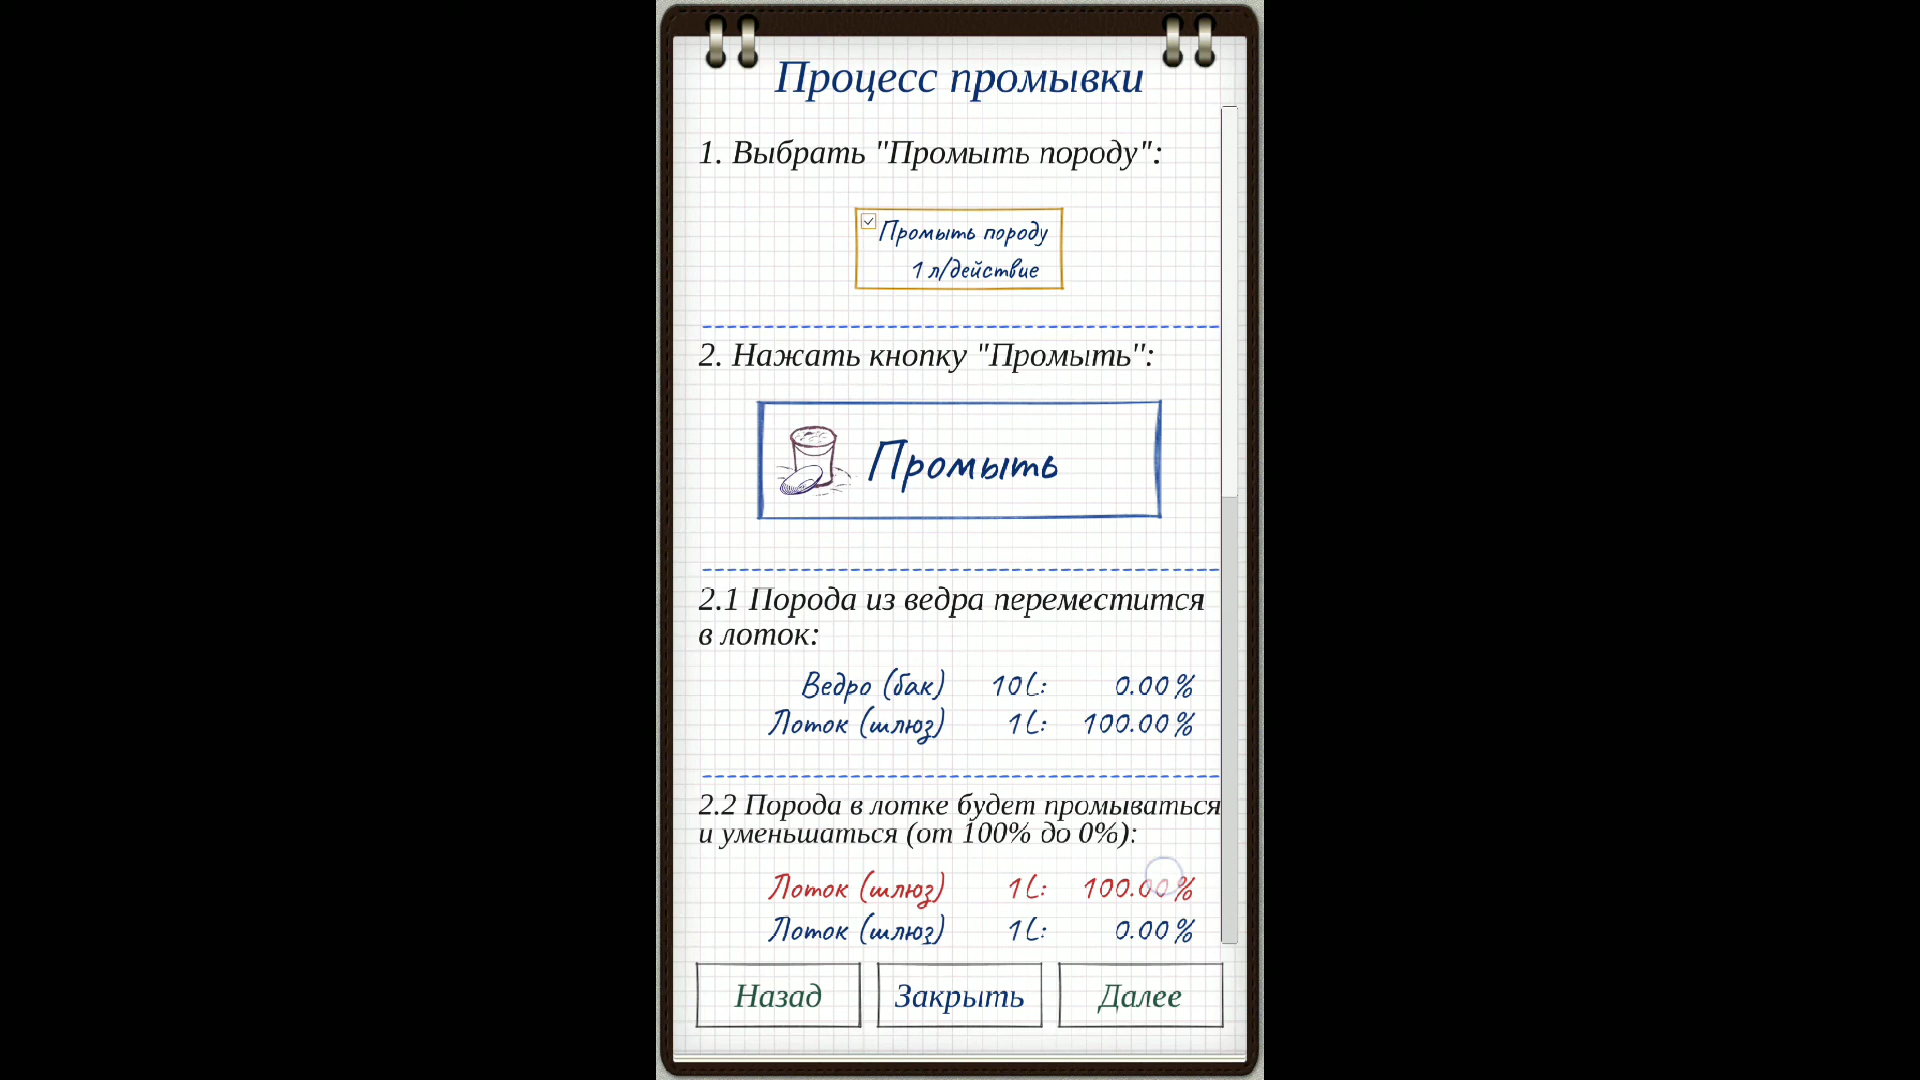 Процесс промывки
1. Выбрать "Промыть породу":
Промыть породу
1 л/действие
2. Нажать кнопку "Промыть":
Промыть
2.1 Порода из ведра переместится
в лоток:
Ведро (бак) 10L: 0.00%
Лоток (шлюз) 1L: 100.00%
2.2 Порода в лотке будет промываться
и уменьшаться (от 100% до 0%):
Лоток (шлюз) 1L: 100.00%
Лоток (шлюз) 1L: 0.00%
Назад Закрыть Далее